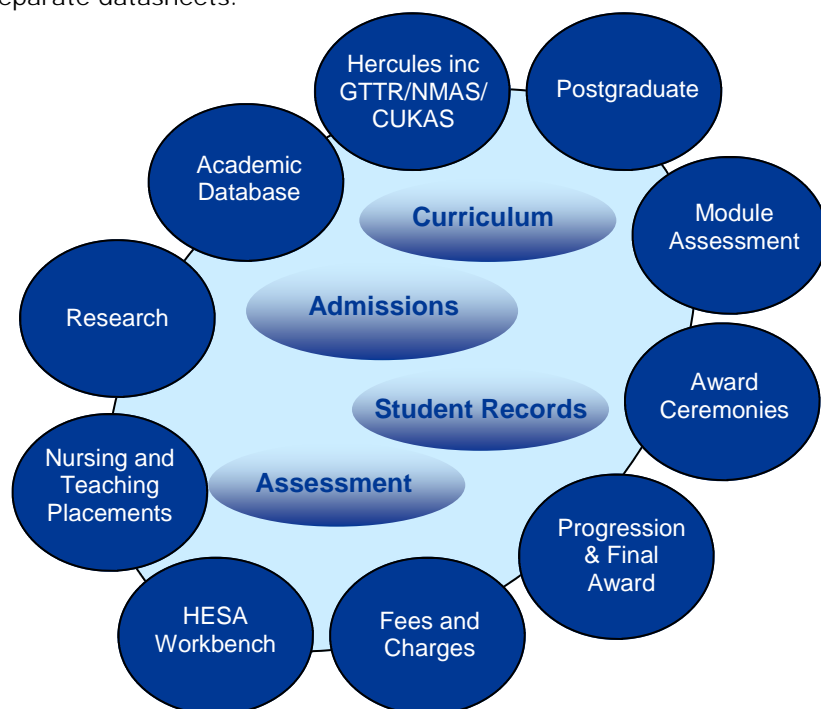 eparate datasheets.
Hercules inc
GTTR/NMAS/
CUKAS
Postgraduate
Academic
Database
Curriculum
Module
Assessment
Admissions
Research
Student Records
Award
Ceremonies
Nursing and
Teaching
Placements
Assessment
Progression
& Final
Award
HESA
Workbench
Fees and
Charges